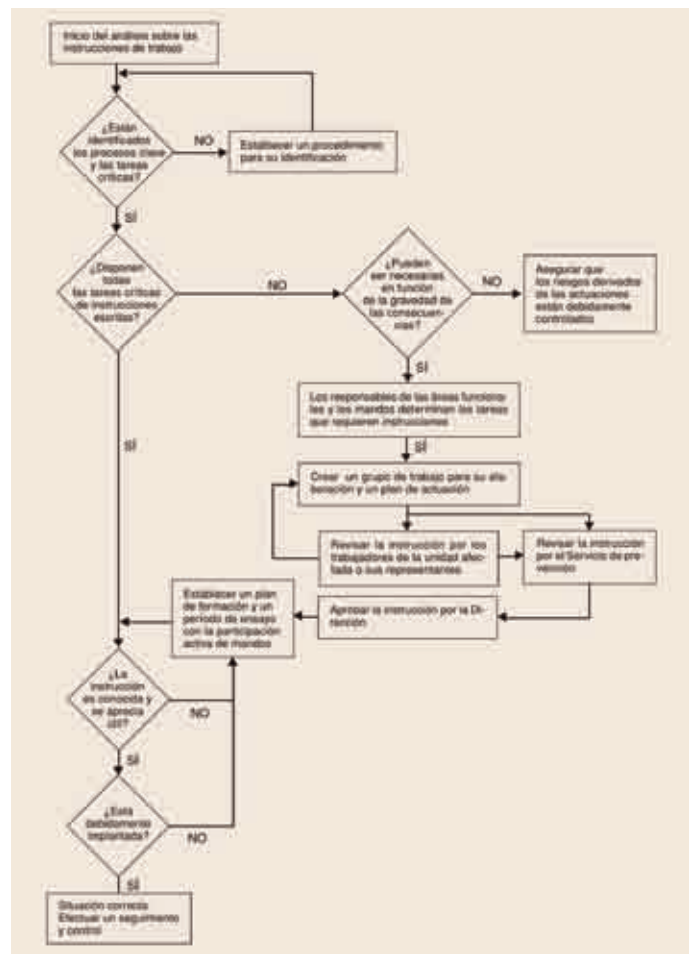 Inicio del análisis sobre las
instrucciones de trabajo
¿Están
identificados
los procesos clave
y las tareas
críticas?
NO
Establecer un procedimiento
para su identificación
SÍ
¿Disponen
todas
las tareas críticas
de instrucciones
escritas?
NO
¿Pueden
ser necesarias
en función
de la gravedad de
las consecuen-
cias?
NO
Asegurar que
los riesgos derivados
de las actuaciones
están debidamente
controlados
SÍ
Los responsables de las áreas funciona-
les y los mandos determinan las tareas
que requieren instrucciones
SÍ
SÍ
Crear un grupo de trabajo para su ela-
boración y un plan de actuación
Revisar la instrucción por los
trabajadores de la unidad afec-
tada o sus representantes
Revisar la instrucción
por el Servicio de pre-
vención
Establecer un plan
de formación y un
período de ensayo
con la participación
activa de mandos
Aprobar la instrucción por la Di-
rección
¿La
instrucción
es conocida y
se aprecia
útil?
NO
SÍ
¿Está
debidamente
implantada?
NO
SÍ
Situación correcta
Efectuar un seguimiento
y control